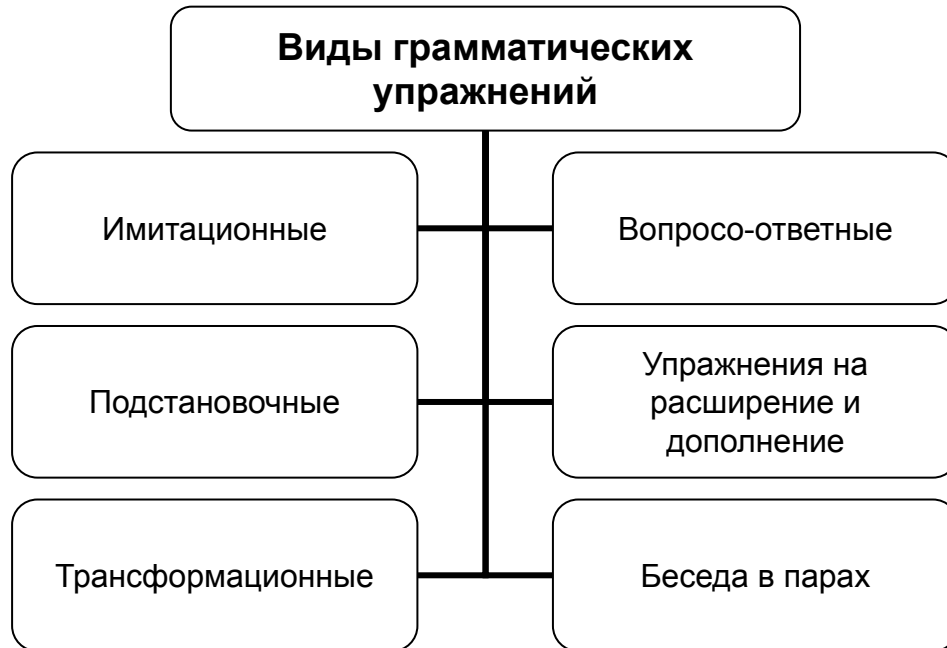 Виды грамматических
упражнений
Имитационные
Вопросо-ответные
Подстановочные
Упражнения на
расширение и
дополнение
Трансформационные
Беседа в парах